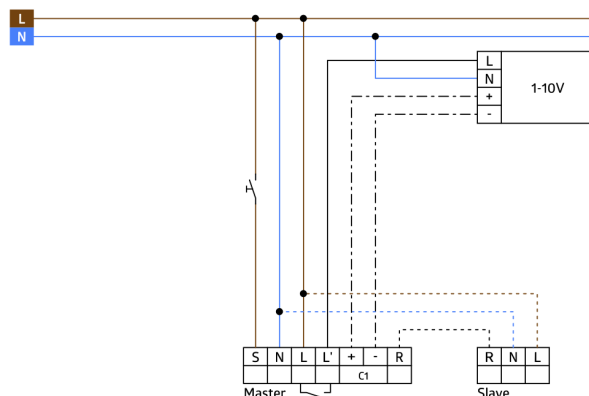 L
N
L
N
+
-
1-10V
S N L L' + - R
C1
Master
R N L
Slave